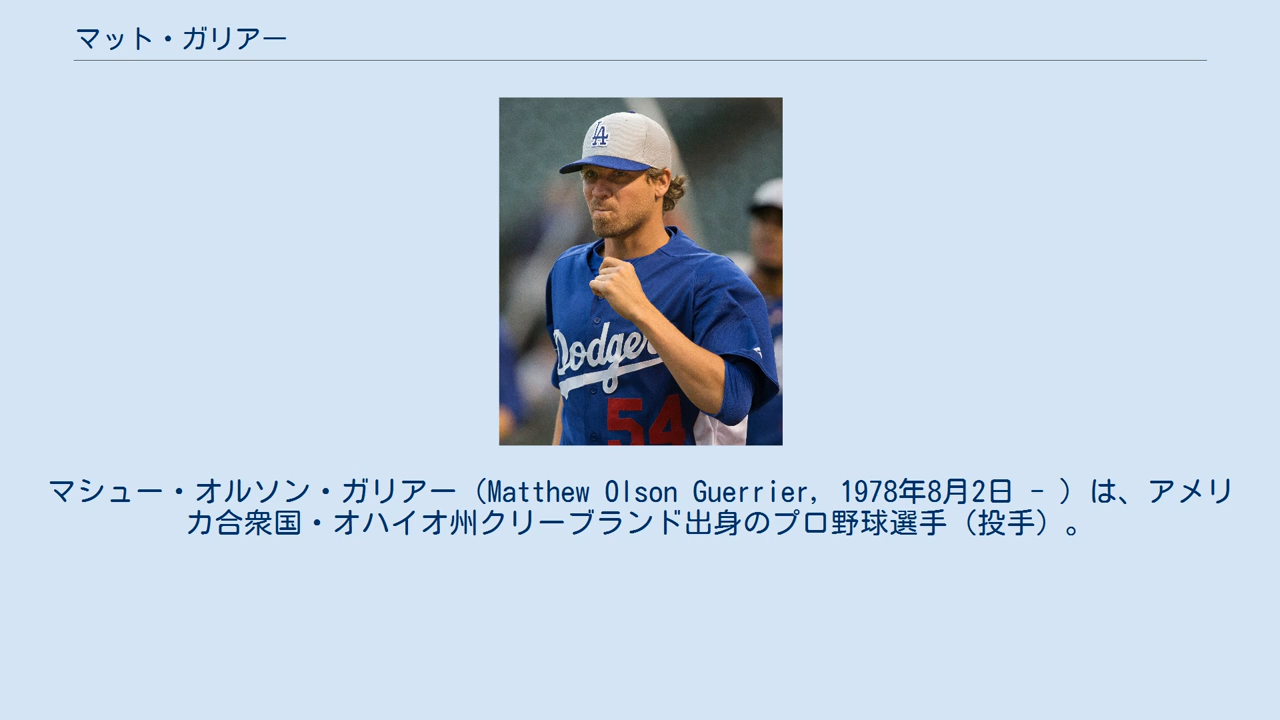 マット・ガリアー
LA
Dodgers
54
マシュー・オルソン・ガリアー（Matthew Olson Guerrier, 1978年8月2日 - ）は、アメリ
カ合衆国・オハイオ州クリーブランド出身のプロ野球選手（投手）。